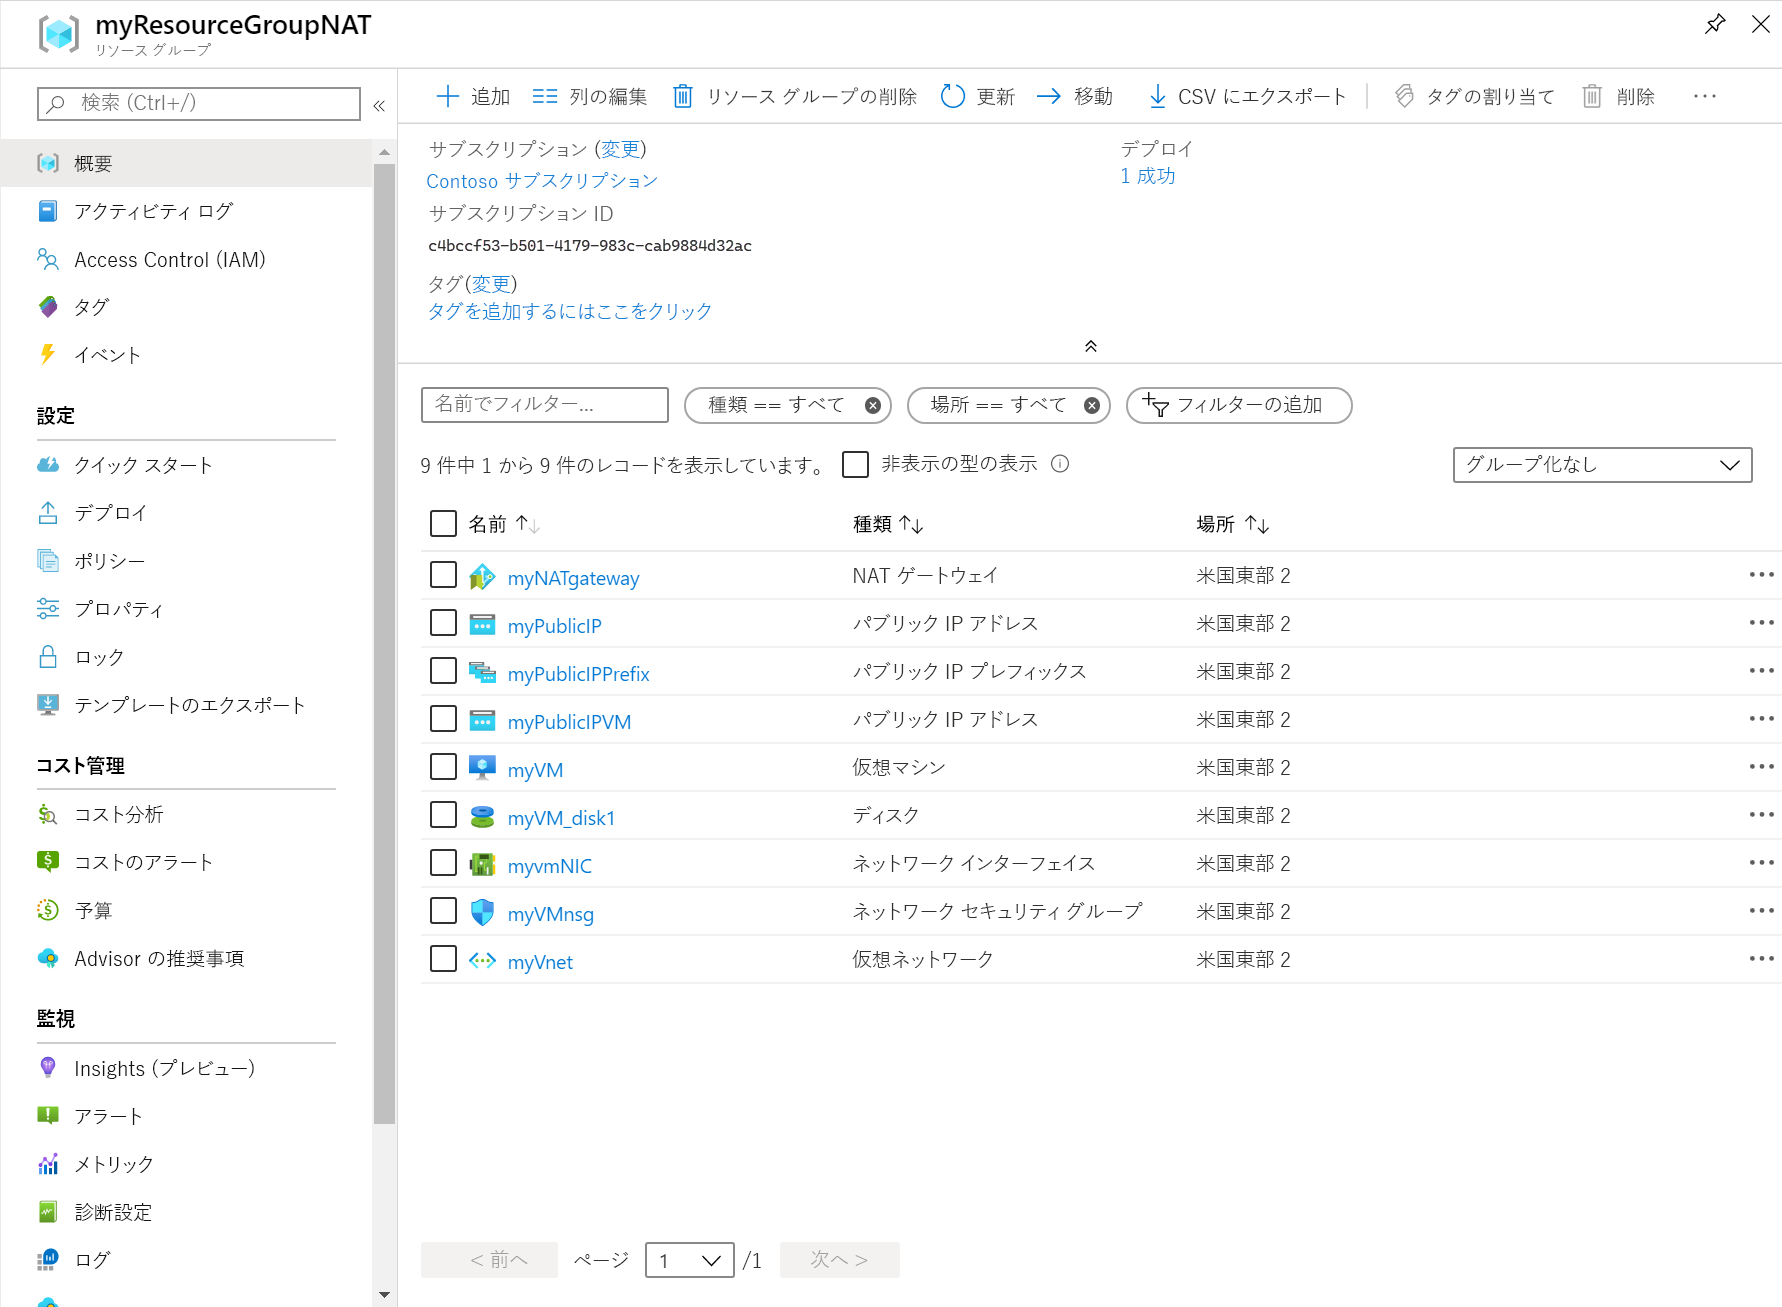 myResourceGroupNAT
リソース グループ
検索 (Ctrl+/)
«
概要
アクティビティ ログ
Access Control (IAM)
タグ
イベント
設定
クイック スタート
デプロイ
ポリシー
プロパティ
ロック
テンプレートのエクスポート
コスト管理
コスト分析
コストのアラート
予算
Advisor の推奨事項
監視
Insights (プレビュー)
アラート
メトリック
診断設定
ログ
追加 列の編集 リソース グループの削除 更新 移動 CSV にエクスポート タグの割り当て 削除 ...
サブスクリプション (変更)
Contoso サブスクリプション
サブスクリプション ID
c4bccf53-b501-4179-983c-cab9884d32ac
タグ(変更)
タグを追加するにはここをクリック
デプロイ
1 成功
名前でフィルター... 種類 == すべて 場所 == すべて フィルターの追加
9 件中 1 から 9 件のレコードを表示しています。 非表示の型の表示 グループ化なし
名前 ↑↓ 種類 ↑↓ 場所 ↑↓
myNATgateway NAT ゲートウェイ 米国東部 2 •••
myPublicIP パブリック IP アドレス 米国東部 2 •••
myPublicIPPrefix パブリック IP プレフィックス 米国東部 2 •••
myPublicIPVM パブリック IP アドレス 米国東部 2 •••
myVM 仮想マシン 米国東部 2 •••
myVM_disk1 ディスク 米国東部 2 •••
myvmNIC ネットワーク インターフェイス 米国東部 2 •••
myVMnsg ネットワーク セキュリティ グループ 米国東部 2 •••
myVnet 仮想ネットワーク 米国東部 2 •••
< 前へ ページ 1 /1 次へ >